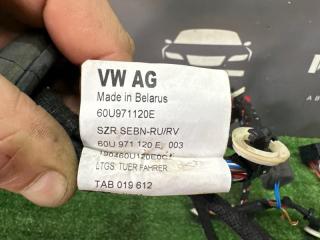 VW AG
Made in Belarus
60U971120E
SZR SEBN-RU/RV
60U 971 120 E 003
LTGS: TUER FAHRER
TAB 019 612